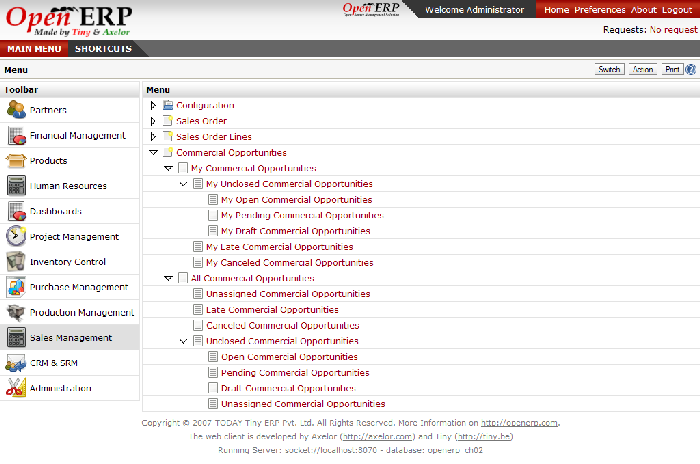 Open ERP
Made by Tiny & Axelor
Open ERP
Welcome Administrator
Home Preferences About Logout
Requests: No request
MAIN MENU SHORTCUTS
Menu
Switch Action Print
Toolbar
Partners
Financial Management
Products
Human Resources
Dashboards
Project Management
Inventory Control
Purchase Management
Production Management
Sales Management
CRM & SRM
Administration
Menu
Configuration
Sales Order
Sales Order Lines
Commercial Opportunities
My Commercial Opportunities
My Unclosed Commercial Opportunities
My Open Commercial Opportunities
My Pending Commercial Opportunities
My Draft Commercial Opportunities
My Late Commercial Opportunities
My Canceled Commercial Opportunities
All Commercial Opportunities
Unassigned Commercial Opportunities
Late Commercial Opportunities
Canceled Commercial Opportunities
Unclosed Commercial Opportunities
Open Commercial Opportunities
Pending Commercial Opportunities
Draft Commercial Opportunities
Unassigned Commercial Opportunities
Copyright © 2007-TODAY Tiny ERP Pvt. Ltd. All Rights Reserved. More Information on http://openerp.com.
The web client is developed by Axelor (http://axelor.com) and Tiny (http://tiny.be)
Running Server: socket://localhost:8070 - database: openerp_ch02